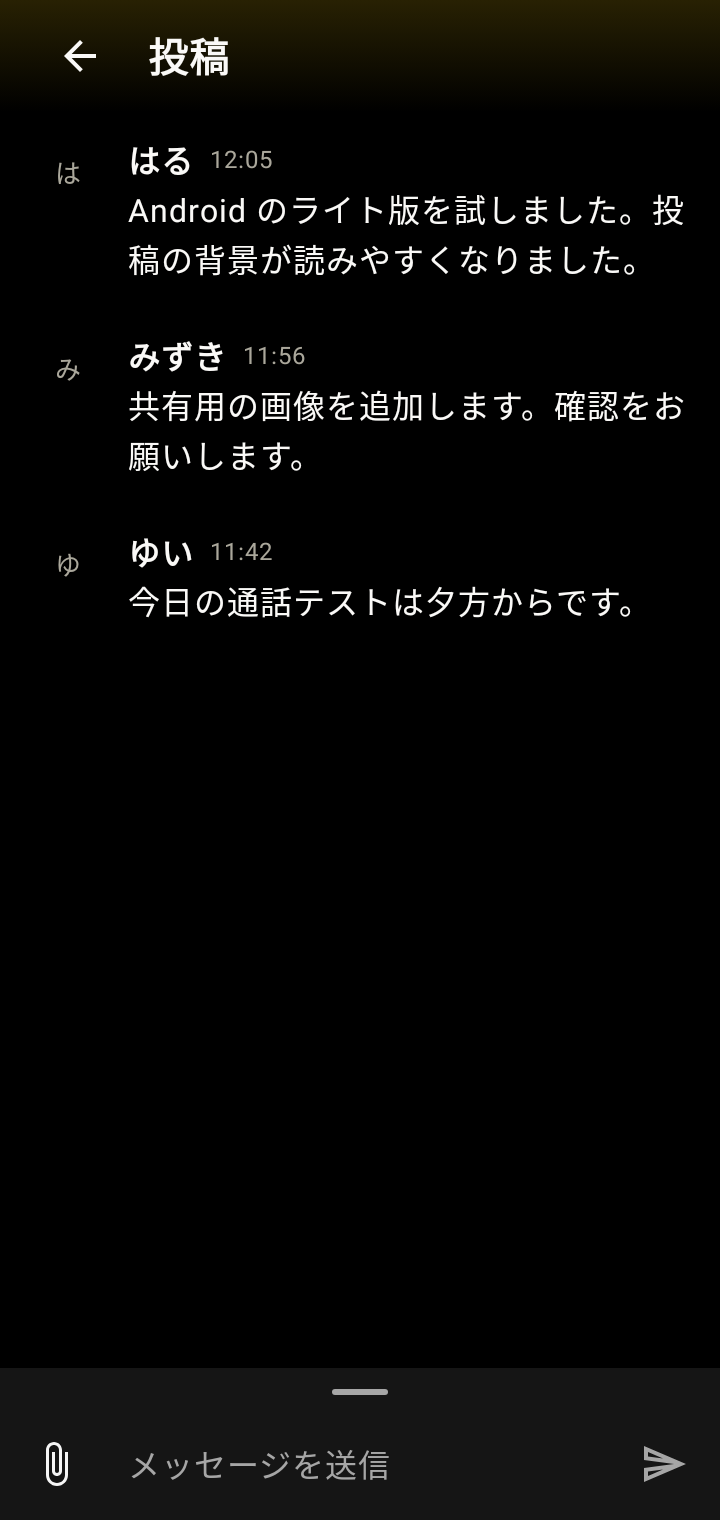 投稿
は
はる 12:05
Android のライト版を試しました。投
稿の背景が読みやすくなりました。
み
みずき 11:56
共有用の画像を追加します。確認をお
願いします。
ゆ
ゆい 11:42
今日の通話テストは夕方からです。
メッセージを送信